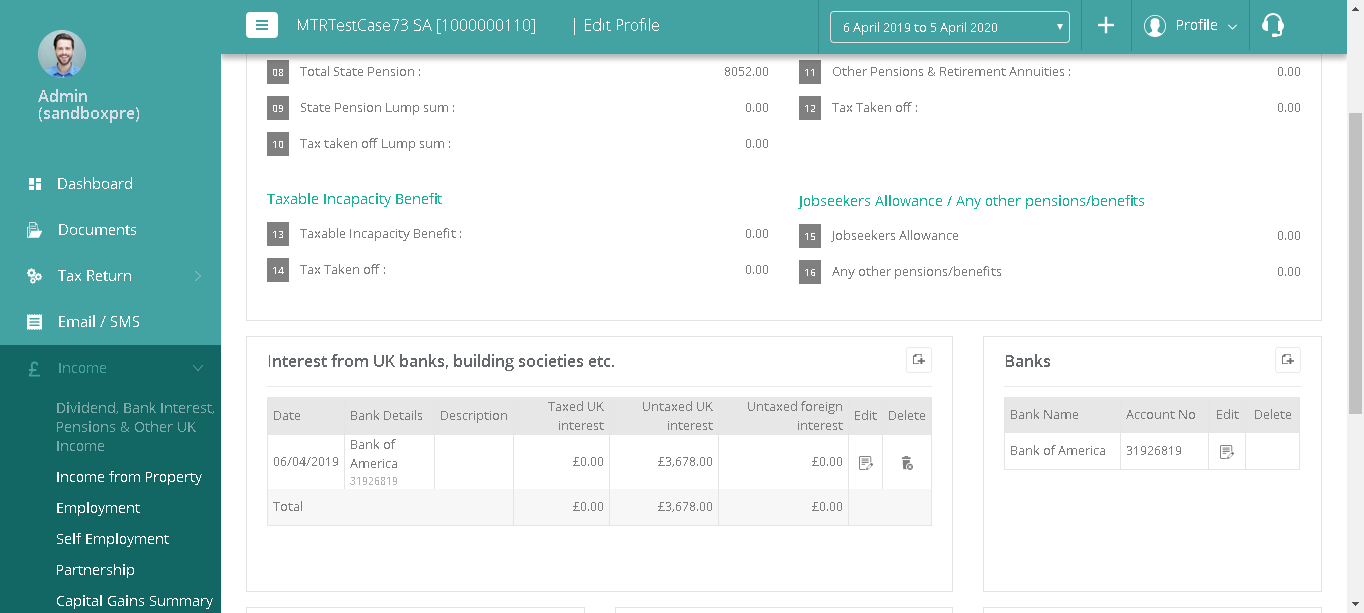 MTRTestCase73 SA [1000000110] | Edit Profile
6 April 2019 to 5 April 2020
Profile
Admin
(sandboxpre)
Dashboard
Documents
Tax Return
Email / SMS
Income
Dividend, Bank Interest,
Pensions & Other UK
Income
Income from Property
Employment
Self Employment
Partnership
Capital Gains Summary
08 Total State Pension : 8052.00
09 State Pension Lump sum : 0.00
10 Tax taken off Lump sum : 0.00
11 Other Pensions & Retirement Annuities : 0.00
12 Tax Taken off : 0.00
Taxable Incapacity Benefit
13 Taxable Incapacity Benefit : 0.00
14 Tax Taken off : 0.00
Jobseekers Allowance / Any other pensions/benefits
15 Jobseekers Allowance 0.00
16 Any other pensions/benefits 0.00
Interest from UK banks, building societies etc.
Date Bank Details Description Taxed UK interest Untaxed UK interest Untaxed foreign interest Edit Delete
06/04/2019 Bank of America 31926819 £0.00 £3,678.00 £0.00
Total £0.00 £3,678.00 £0.00
Banks
Bank Name Account No Edit Delete
Bank of America 31926819